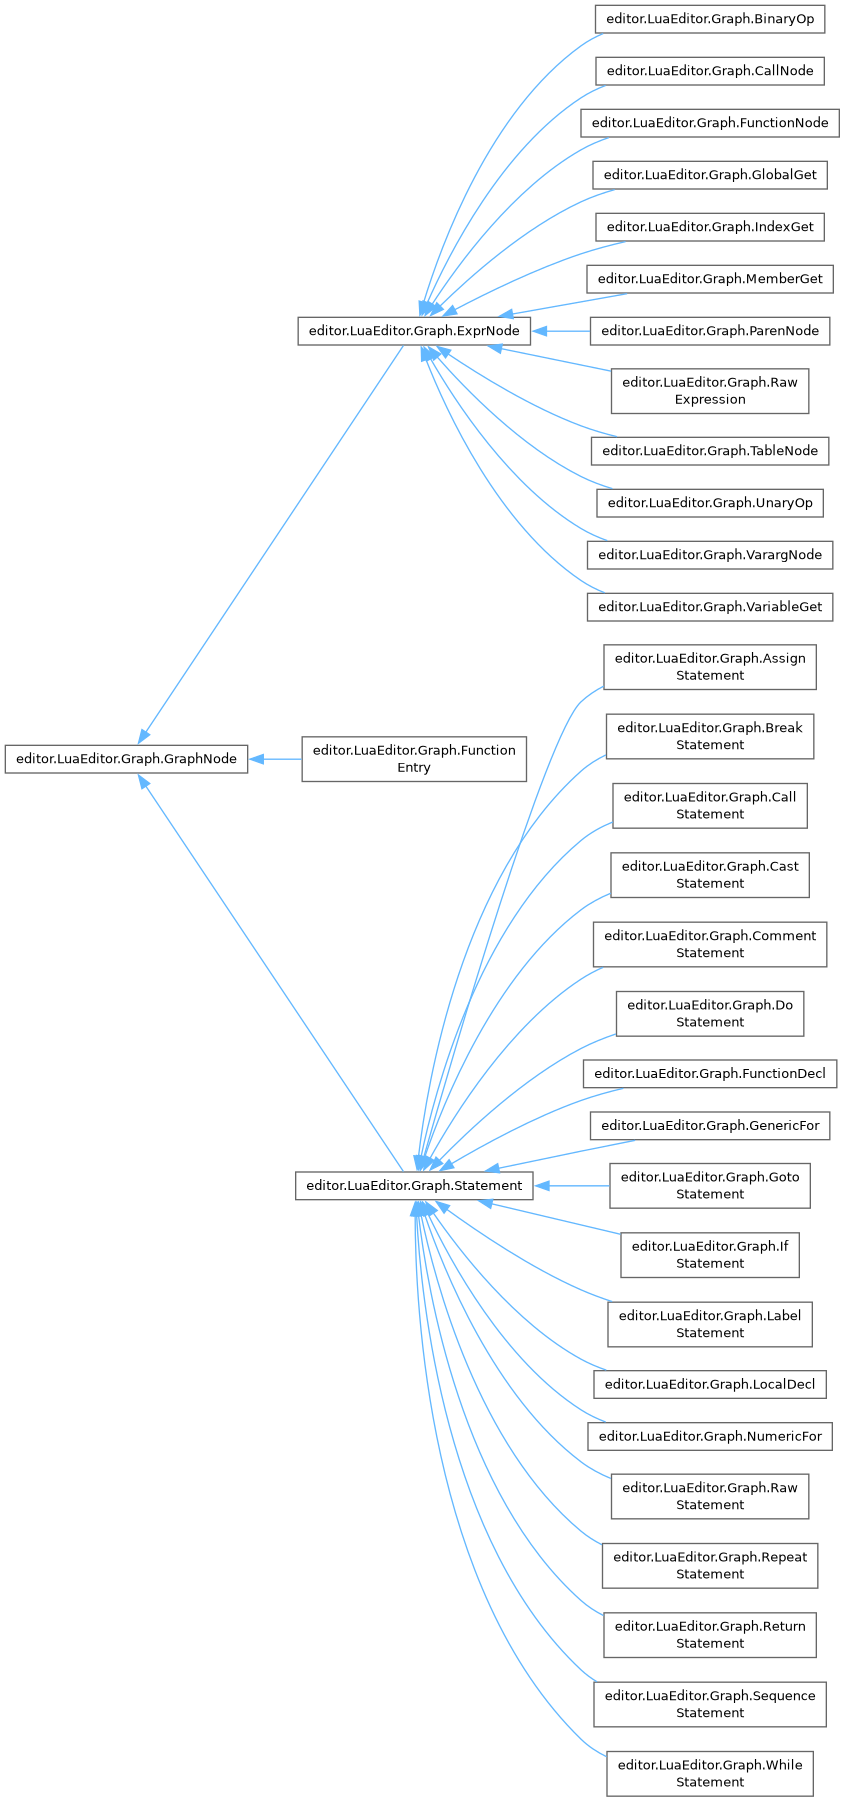 editor.LuaEditor.Graph.BinaryOp
editor.LuaEditor.Graph.CallNode
editor.LuaEditor.Graph.FunctionNode
editor.LuaEditor.Graph.GlobalGet
editor.LuaEditor.Graph.IndexGet
editor.LuaEditor.Graph.MemberGet
editor.LuaEditor.Graph.ExprNode
editor.LuaEditor.Graph.ParenNode
editor.LuaEditor.Graph.Raw
Expression
editor.LuaEditor.Graph.TableNode
editor.LuaEditor.Graph.UnaryOp
editor.LuaEditor.Graph.VarargNode
editor.LuaEditor.Graph.VariableGet
editor.LuaEditor.Graph.Assign
Statement
editor.LuaEditor.Graph.Break
Statement
editor.LuaEditor.Graph.GraphNode
editor.LuaEditor.Graph.Function
Entry
editor.LuaEditor.Graph.Call
Statement
editor.LuaEditor.Graph.Cast
Statement
editor.LuaEditor.Graph.Comment
Statement
editor.LuaEditor.Graph.Do
Statement
editor.LuaEditor.Graph.FunctionDecl
editor.LuaEditor.Graph.GenericFor
editor.LuaEditor.Graph.Statement
editor.LuaEditor.Graph.Goto
Statement
editor.LuaEditor.Graph.If
Statement
editor.LuaEditor.Graph.Label
Statement
editor.LuaEditor.Graph.LocalDecl
editor.LuaEditor.Graph.NumericFor
editor.LuaEditor.Graph.Raw
Statement
editor.LuaEditor.Graph.Repeat
Statement
editor.LuaEditor.Graph.Return
Statement
editor.LuaEditor.Graph.Sequence
Statement
editor.LuaEditor.Graph.While
Statement